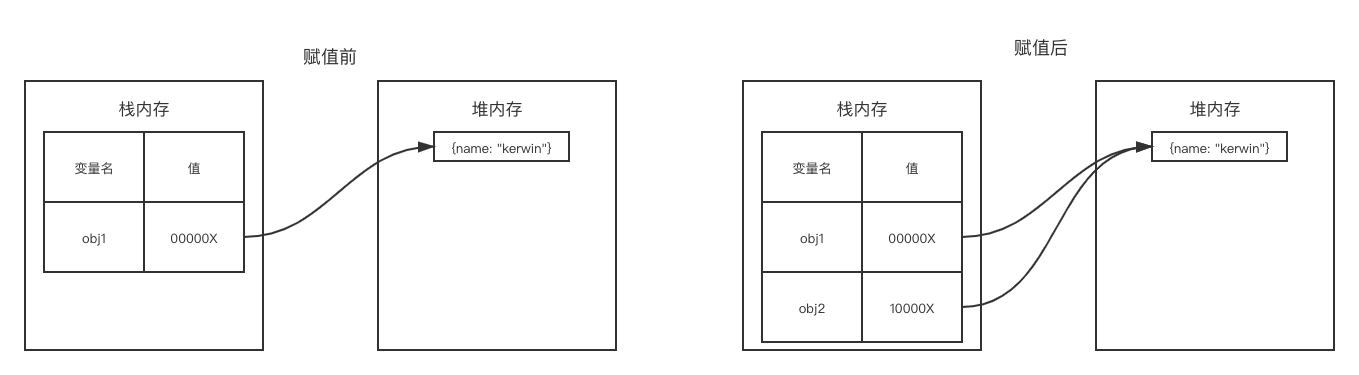 赋值前
栈内存
变量名 值
obj1 00000X
堆内存
{name: "kerwin"}
赋值后
栈内存
变量名 值
obj1 00000X
obj2 10000X
堆内存
{name: "kerwin"}